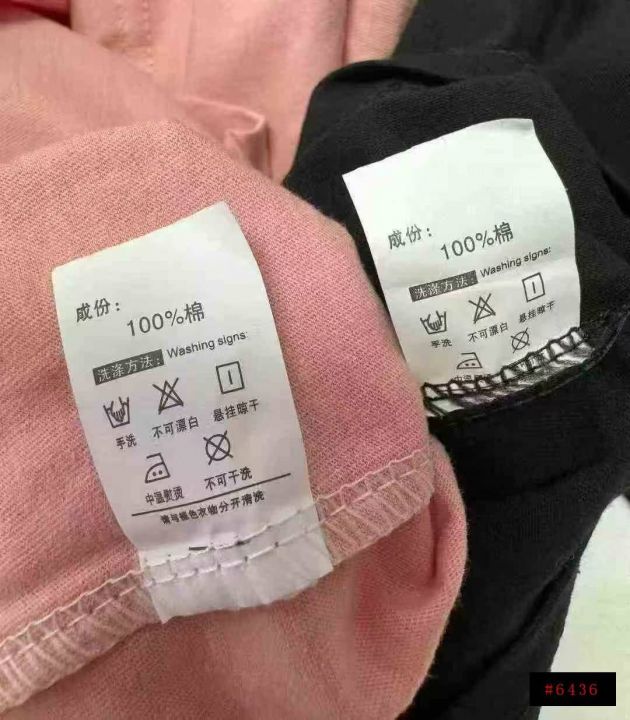 成份：
100%棉
洗涤方法： Washing signs:
手洗 不可漂白 悬挂晾干
中温熨烫 不可干洗
成份：
100%棉
洗涤方法： Washing signs:
手洗 不可漂白 悬挂晾干
#6436